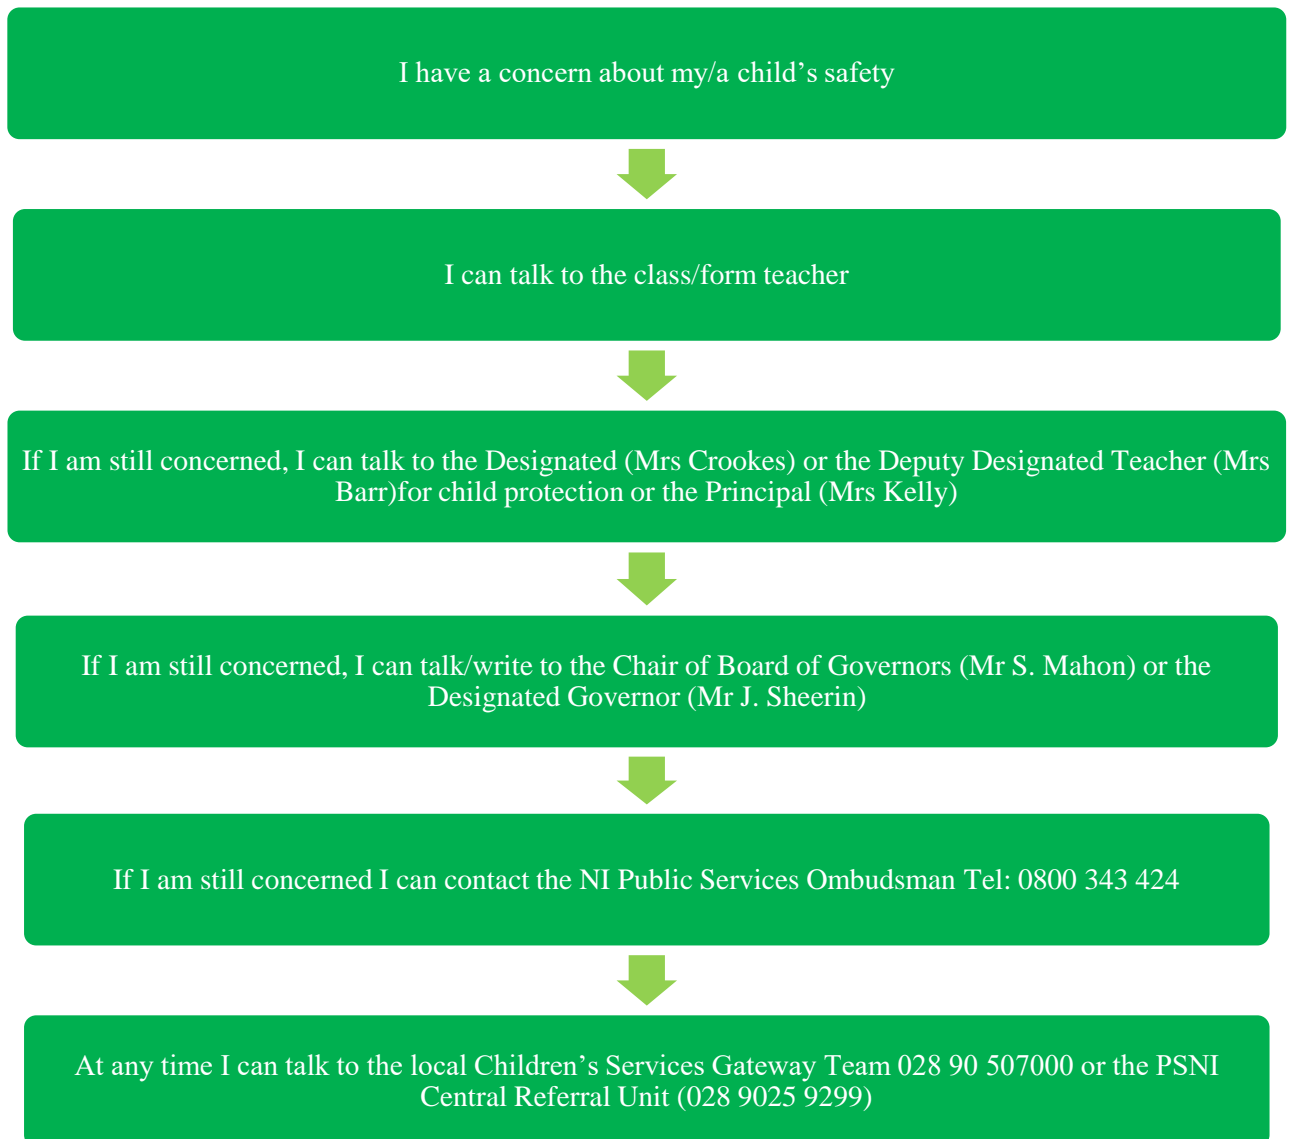 I have a concern about my/a child’s safety
I can talk to the class/form teacher
If I am still concerned, I can talk to the Designated (Mrs Crookes) or the Deputy Designated Teacher (Mrs
Barr)for child protection or the Principal (Mrs Kelly)
If I am still concerned, I can talk/write to the Chair of Board of Governors (Mr S. Mahon) or the
Designated Governor (Mr J. Sheerin)
If I am still concerned I can contact the NI Public Services Ombudsman Tel: 0800 343 424
At any time I can talk to the local Children’s Services Gateway Team 028 90 507000 or the PSNI
Central Referral Unit (028 9025 9299)